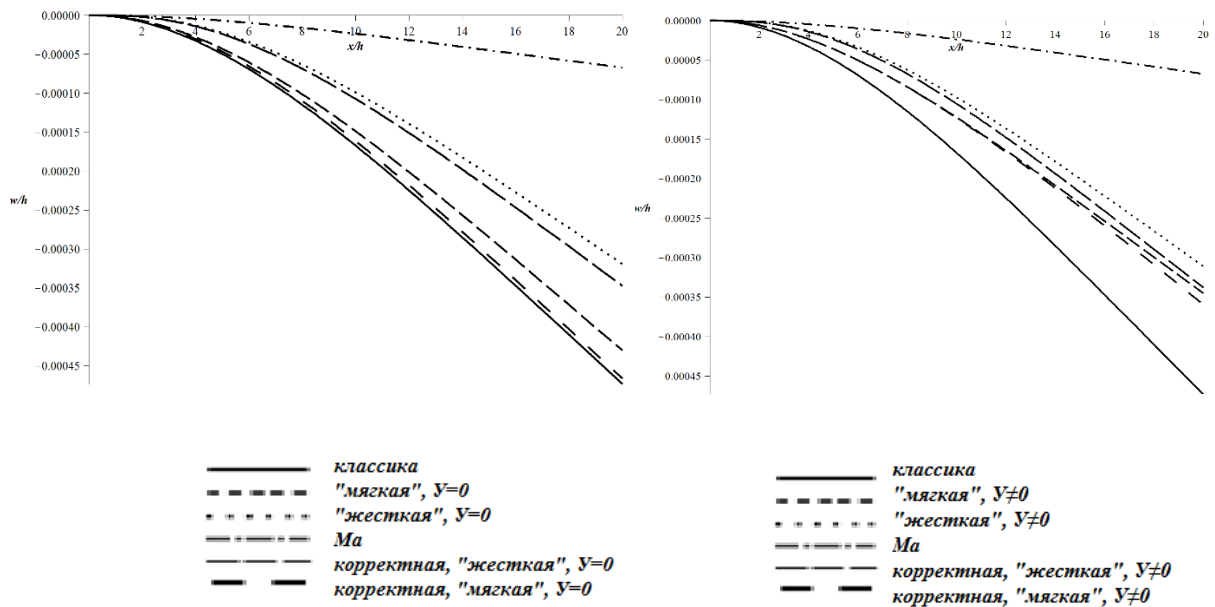 0.00000
2 4 6 8 10 12 14 16 18 20
x/h
−0.00005
−0.00010
−0.00015
−0.00020
w/h
−0.00025
−0.00030
−0.00035
−0.00040
−0.00045
классика
"мягкая", У=0
"жесткая", У=0
Ма
корректная, "жесткая", У=0
корректная, "мягкая", У=0
0.00000
2 4 6 8 10 12 14 16 18 20
x/h
−0.00005
0.00010
−0.00015
−0.00020
w/h
−0.00025
−0.00030
−0.00035
−0.00040
0.00045
классика
"мягкая", У≠0
"жесткая", У≠0
Ма
корректная, "жесткая", У≠0
корректная, "мягкая", У≠0